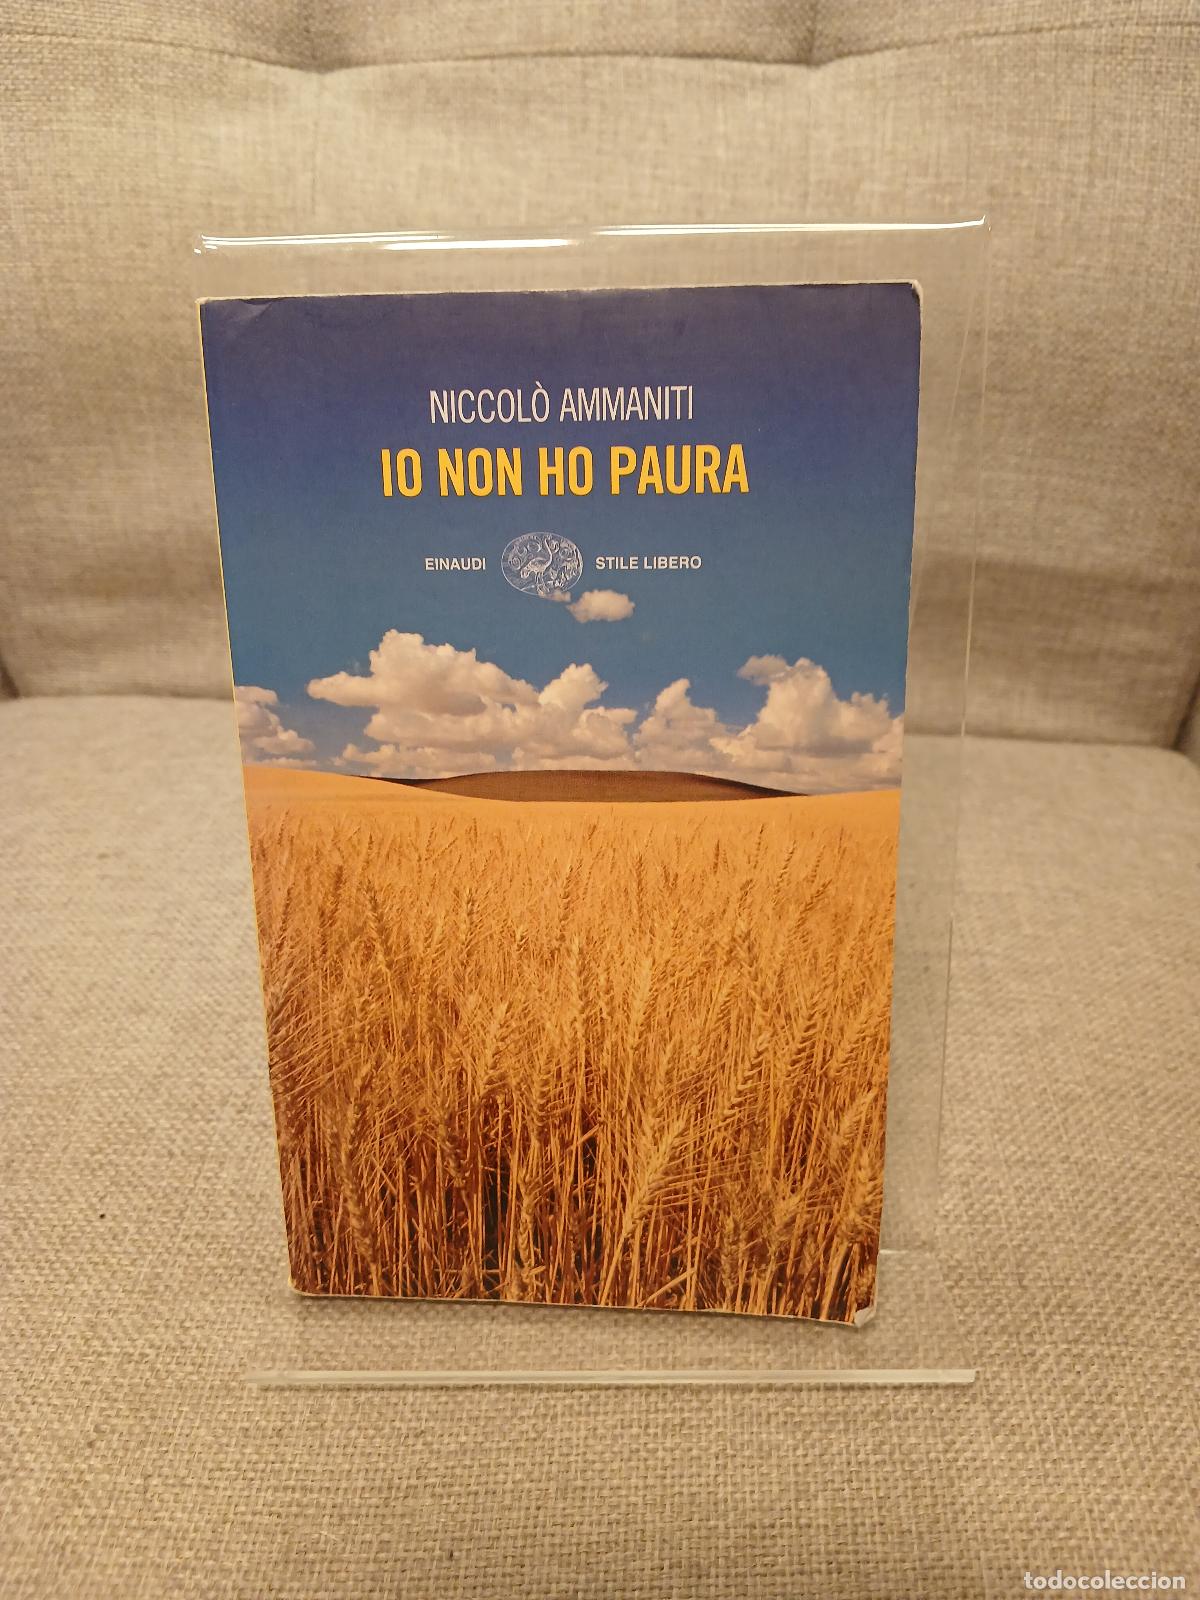 NICCOLÒ AMMANITI
IO NON HO PAURA
EINAUDI STILE LIBERO
todocoleccion